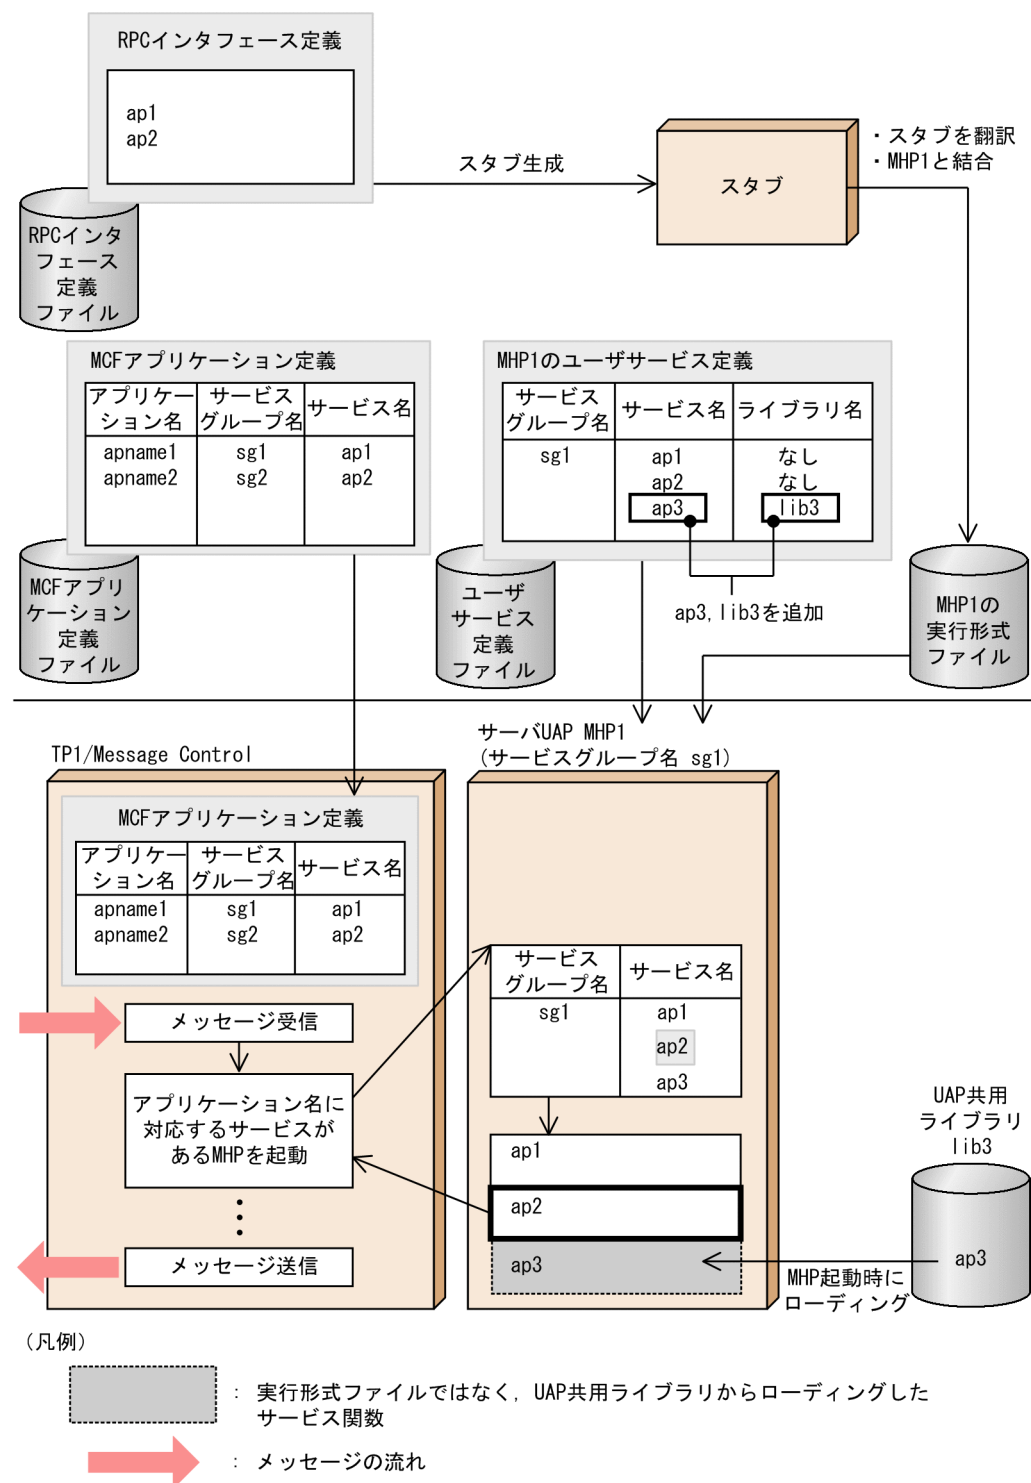 RPCインタフェース定義
ap1
ap2
スタブ生成
スタブ
・スタブを翻訳
・MHP1と結合
RPCインタ
フェース
定義
ファイル
MCFアプリケーション定義
アプリケー
ション名
サービス
グループ名
サービス名
apname1 sg1 ap1
apname2 sg2 ap2
MCFアプリ
ケーション
定義
ファイル
MHP1のユーザサービス定義
サービス
グループ名
サービス名
ライブラリ名
sg1 ap1 なし
ap2 なし
ap3 lib3
ap3,lib3を追加
ユーザ
サービス
定義
ファイル
MHP1の
実行形式
ファイル
TP1/Message Control
MCFアプリケーション定義
アプリケー
ション名
サービス
グループ名
サービス名
apname1 sg1 ap1
apname2 sg2 ap2
メッセージ受信
アプリケーション名に
対応するサービスが
あるMHPを起動
メッセージ送信
サーバUAP MHP1
(サービスグループ名 sg1)
サービス
グループ名
サービス名
sg1 ap1
ap2
ap3
ap1
ap2
ap3
UAP共用
ライブラリ
lib3
ap3
MHP起動時に
ローディング
(凡例)
: 実行形式ファイルではなく,UAP共用ライブラリからローディングした
サービス関数
: メッセージの流れ